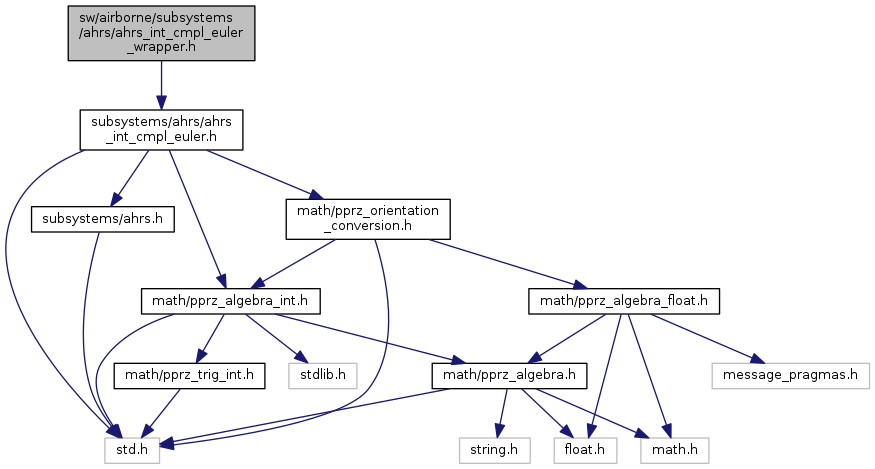 sw/airborne/subsystems
/ahrs/ahrs_int_cmpl_euler
_wrapper.h
subsystems/ahrs/ahrs
_int_cmpl_euler.h
subsystems/ahrs.h
math/pprz_orientation
_conversion.h
math/pprz_algebra_int.h
math/pprz_algebra_float.h
math/pprz_trig_int.h
stdlib.h
math/pprz_algebra.h
message_pragmas.h
std.h
string.h
float.h
math.h